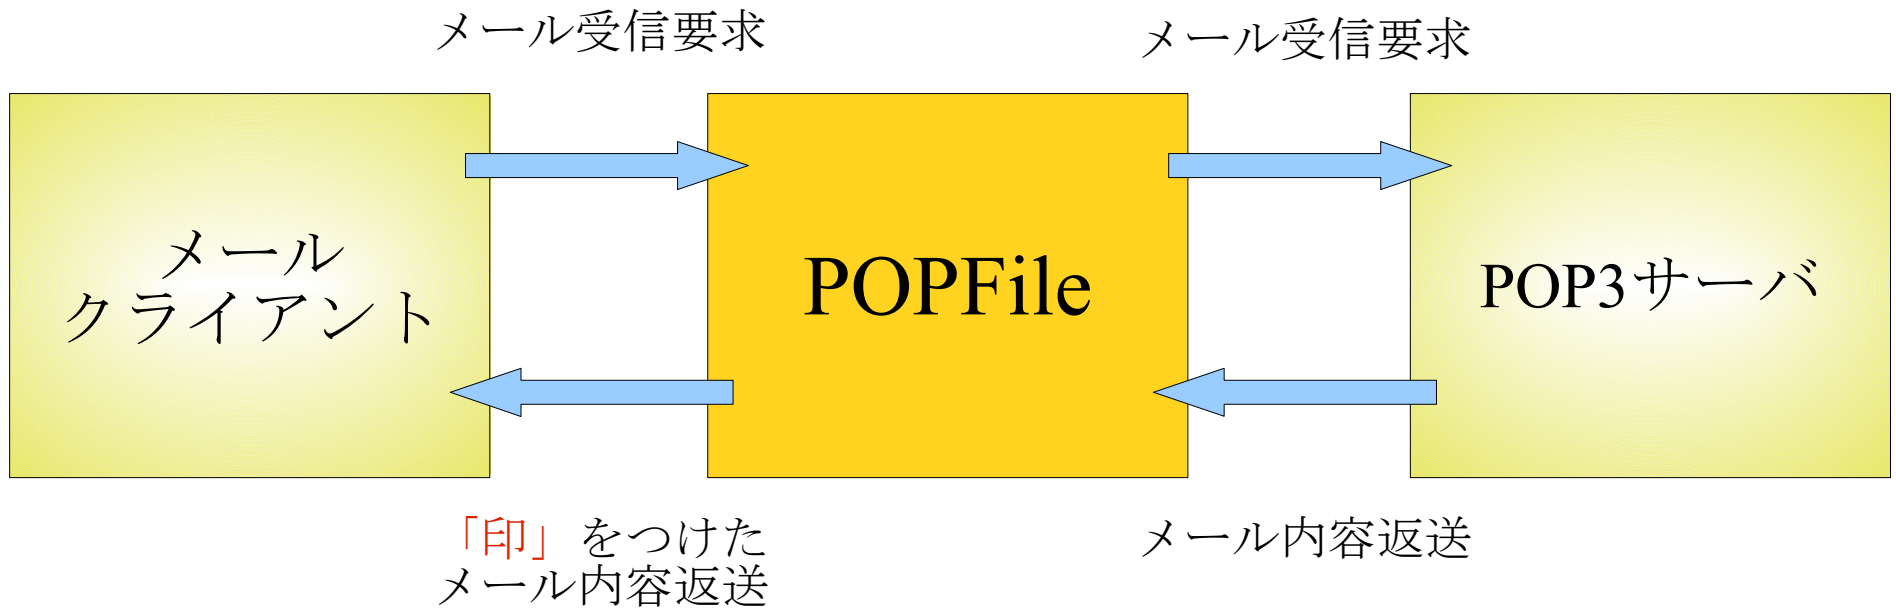 メール受信要求
メール受信要求
メール
クライアント
POPFile
POP3サーバ
「印」をつけた
メール内容返送
メール内容返送